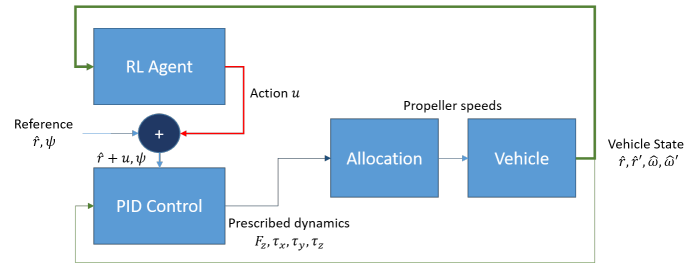 RL Agent
Action u
Propeller speeds
Reference
r̂, ψ
+
r̂ + u, ψ
Allocation
Vehicle
Vehicle State
r̂, r̂′, ω̂, ω̂′
PID Control
Prescribed dynamics
F_z, τ_x, τ_y, τ_z